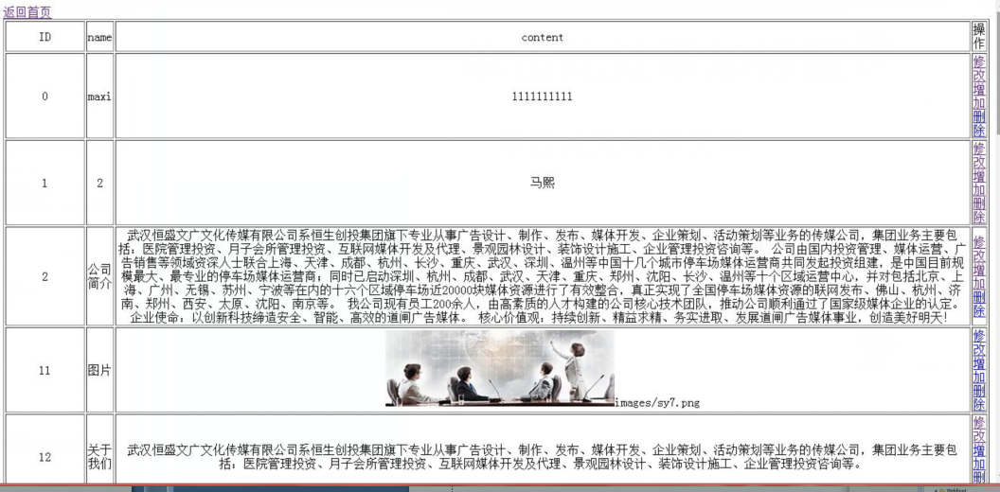 返回首页
ID name content 操作
0 maxi 1111111111 修改增加删除
1 2 马熙 修改增加删除
2 公司简介
武汉恒盛文广文化传媒有限公司系恒生创投集团旗下专业从事广告设计、制作、发布、媒体开发、企业策划、活动策划等业务的传媒公司，集团业务主要包
括：医院管理投资、月子会所管理投资、互联网媒体开发及代理、景观园林设计、装饰设计施工、企业管理投资咨询等。 公司由国内投资管理、媒体运营、广
告销售等领域资深人士联合上海、天津、成都、杭州、长沙、重庆、武汉、深圳、温州等中国十几个城市停车场媒体运营商共同发起投资组建，是中国目前规
模最大、最专业的停车场媒体运营商；同时已启动深圳、杭州、成都、武汉、天津、重庆、郑州、沈阳、长沙、温州等十个区域运营中心，并对包括北京、上
海、广州、无锡、苏州、宁波等在内的十六个区域停车场近20000块媒体资源进行了有效整合，真正实现了全国停车场媒体资源的联网发布、佛山、杭州、济
南、郑州、西安、太原、沈阳、南京等。 我公司现有员工200余人，由高素质的人才构建的公司核心技术团队，推动公司顺利通过了国家级媒体企业的认定。
企业使命：以创新科技缔造安全、智能、高效的道闸广告媒体。 核心价值观：持续创新、精益求精、务实进取、发展道闸广告媒体事业，创造美好明天！
修改增加删除
11 图片 images/sy7.png 修改增加删除
12 关于我们
武汉恒盛文广文化传媒有限公司系恒生创投集团旗下专业从事广告设计、制作、发布、媒体开发、企业策划、活动策划等业务的传媒公司，集团业务主要包
括：医院管理投资、月子会所管理投资、互联网媒体开发及代理、景观园林设计、装饰设计施工、企业管理投资咨询等。
修改增加删